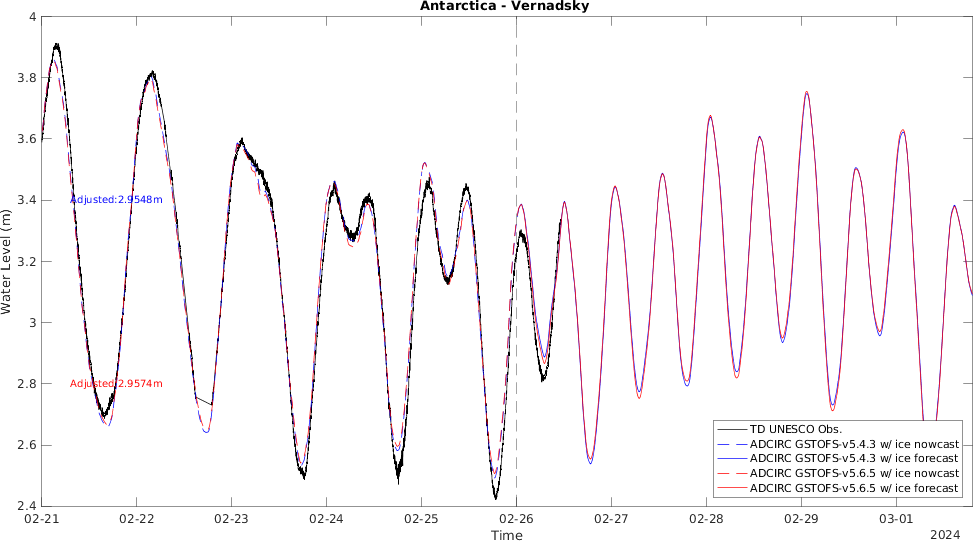 Antarctica - Vernadsky
4
3.8
3.6
3.4
3.2
3
2.8
2.6
2.4
Water Level (m)
Adjusted:2.9548m
Adjusted:2.9574m
TD UNESCO Obs.
ADCIRC GSTOFS-v5.4.3 w/ ice nowcast
ADCIRC GSTOFS-v5.4.3 w/ ice forecast
ADCIRC GSTOFS-v5.6.5 w/ ice nowcast
ADCIRC GSTOFS-v5.6.5 w/ ice forecast
02-21 02-22 02-23 02-24 02-25 02-26 02-27 02-28 02-29 03-01
Time
2024